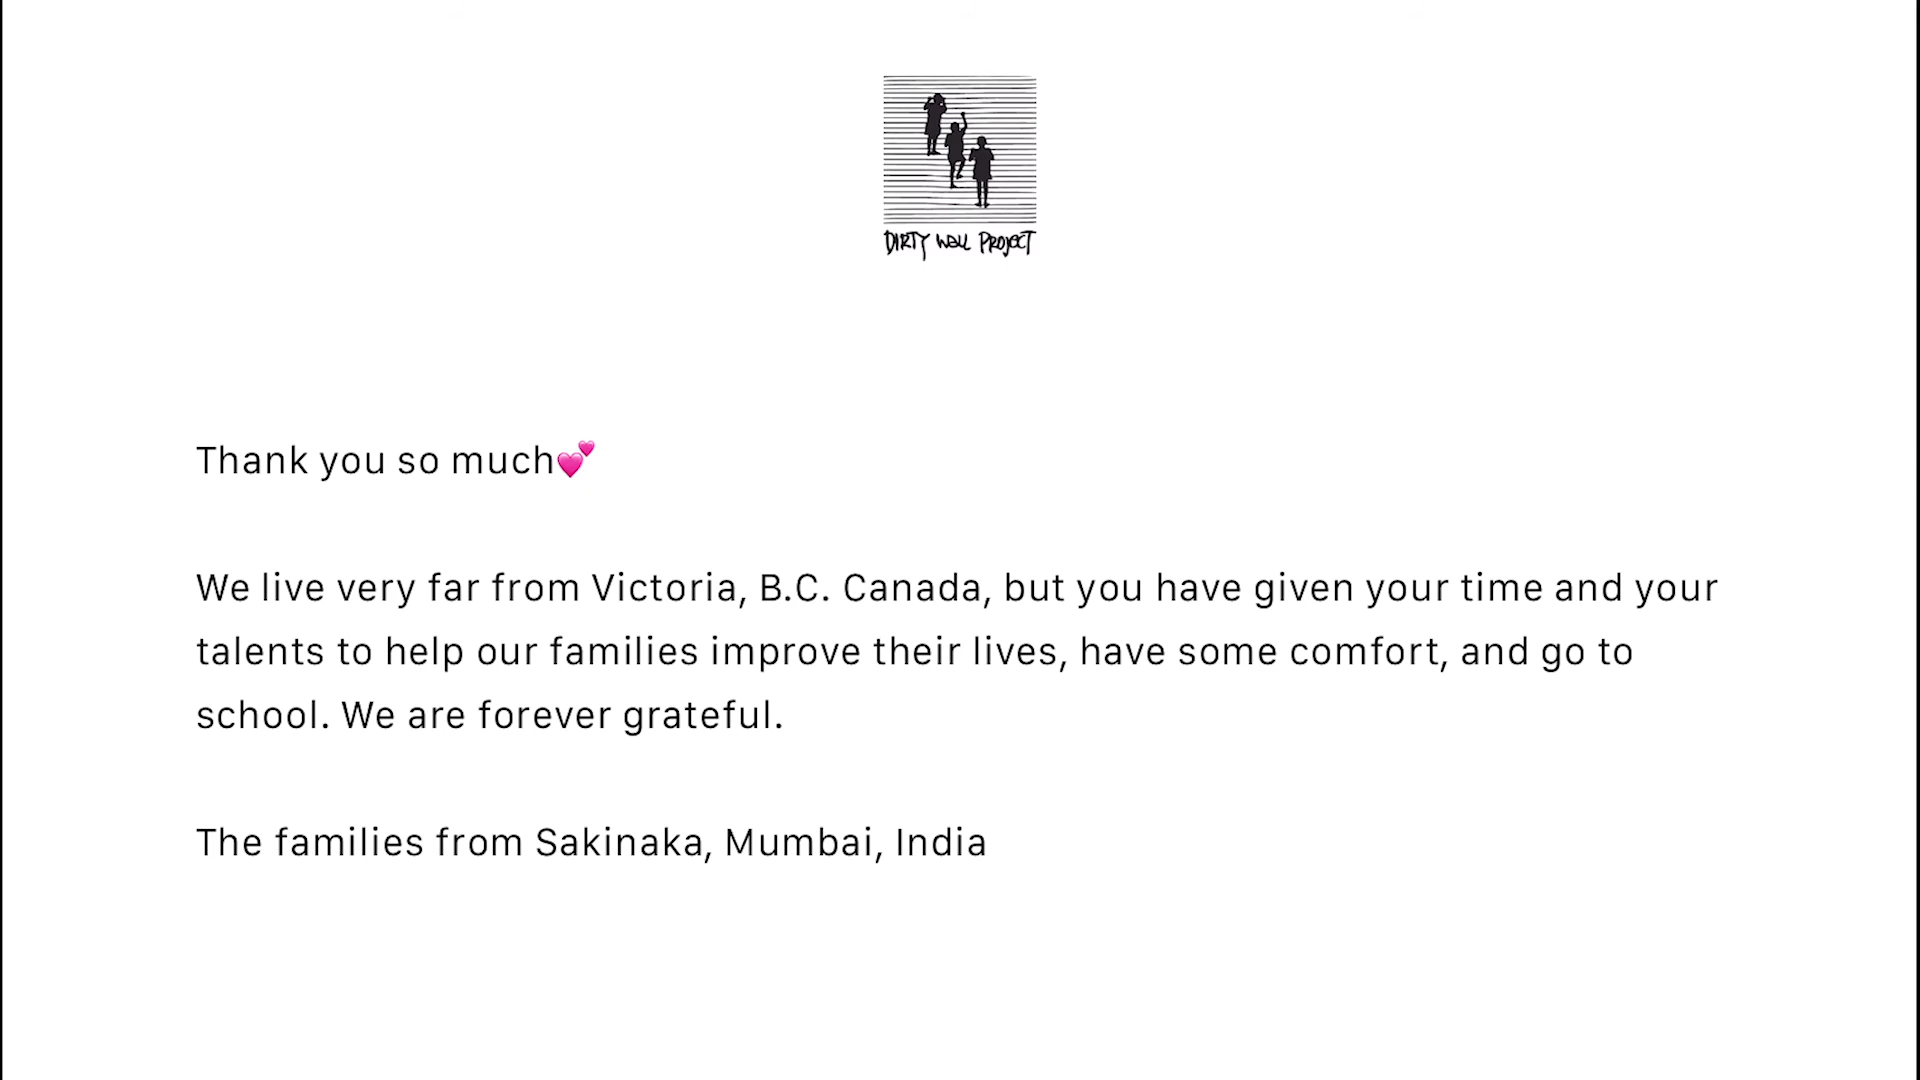 DIRTY WALL PROJECT
Thank you so much💕
We live very far from Victoria, B.C. Canada, but you have given your time and your
talents to help our families improve their lives, have some comfort, and go to
school. We are forever grateful.
The families from Sakinaka, Mumbai, India